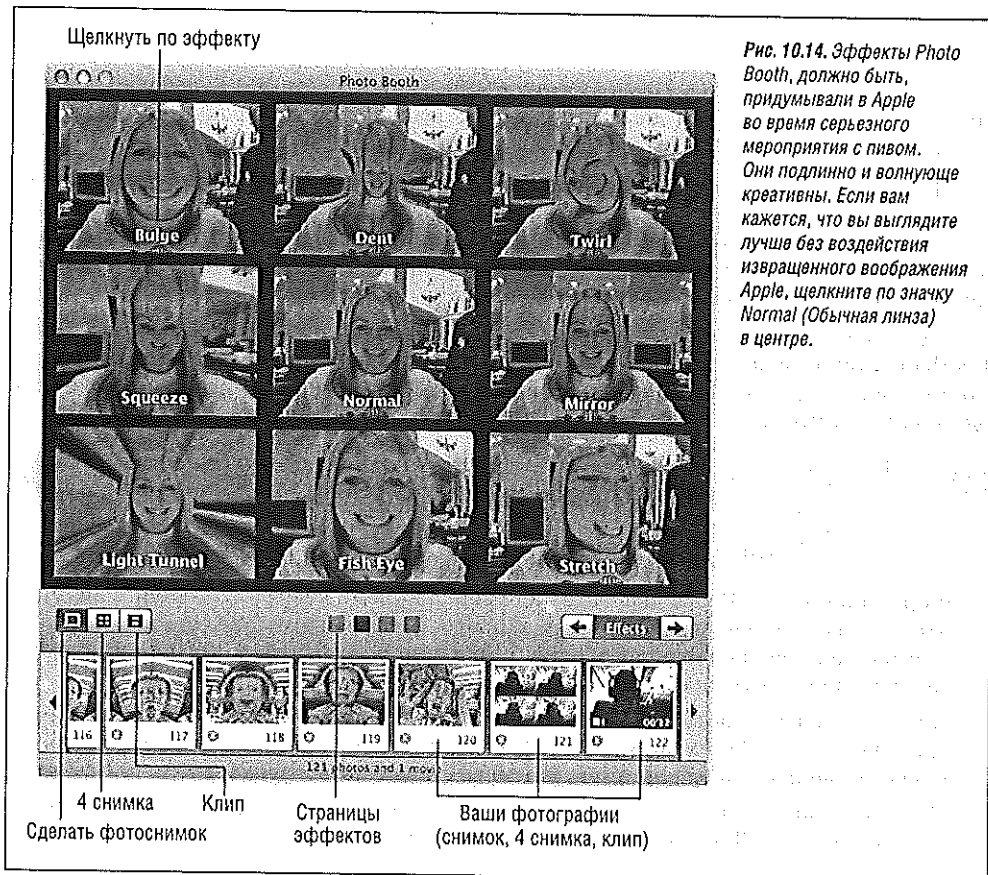 Щелкнуть по эффекту
Photo Booth
Bulge
Dent
Twirl
Squeeze
Normal
Mirror
Light Tunnel
Fish Eye
Stretch
Effects
116
117
118
119
120
121
122
121 photos and 1 movie
4 снимка
Клип
Сделать фотоснимок
Страницы
эффектов
Ваши фотографии
(снимок, 4 снимка, клип)
Рис. 10.14. Эффекты Photo
Booth, должно быть,
придумывали в Apple
во время серьезного
мероприятия с пивом.
Они подлинно и волнующе
креативны. Если вам
кажется, что вы выглядите
лучше без воздействия
извращенного воображения
Apple, щелкните по значку
Normal (Обычная линза)
в центре.